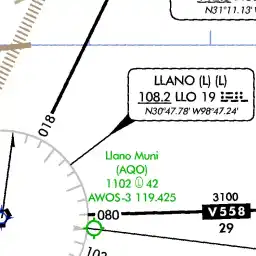 N31°11.13'
LLANO (L) (L)
108.2 LLO 19
N30°47.78' W98°47.24'
018
Llano Muni
(AQO)
1102 42
AWOS-3 119.425
080
3100
V558
29
102